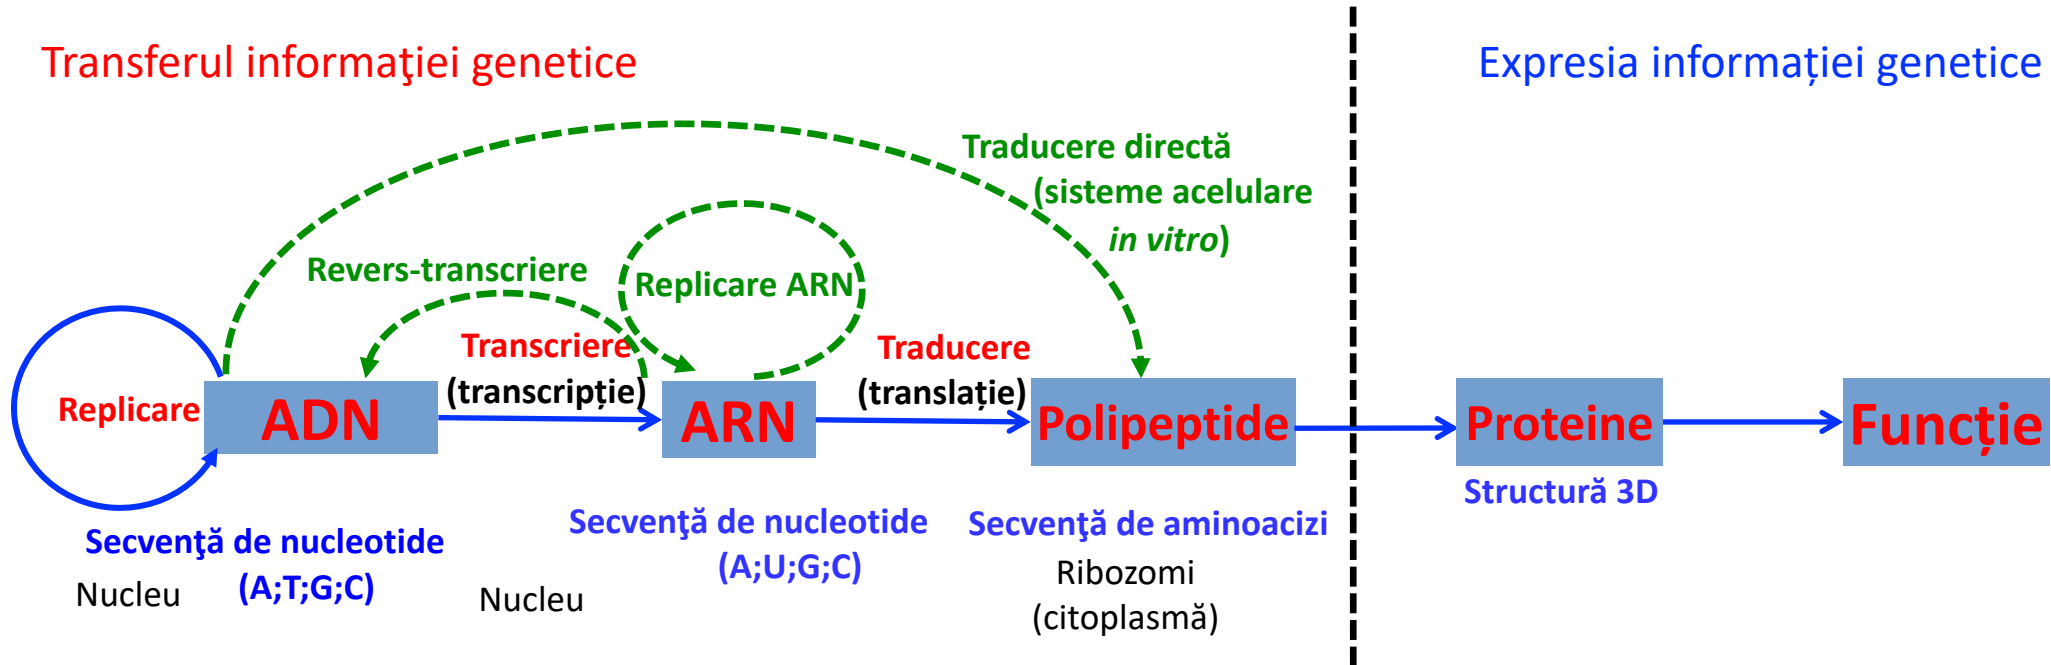 Transferul informaţiei genetice
Expresia informației genetice
Traducere directă
(sisteme acelulare
in vitro)
Revers-transcriere
Replicare ARN
Transcriere
(transcripție)
Traducere
(translație)
Replicare
ADN
ARN
Polipeptide
Proteine
Funcție
Structură 3D
Secvenţă de nucleotide
(A;T;G;C)
Nucleu
Secvenţă de nucleotide
(A;U;G;C)
Nucleu
Secvenţă de aminoacizi
Ribozomi
(citoplasmă)